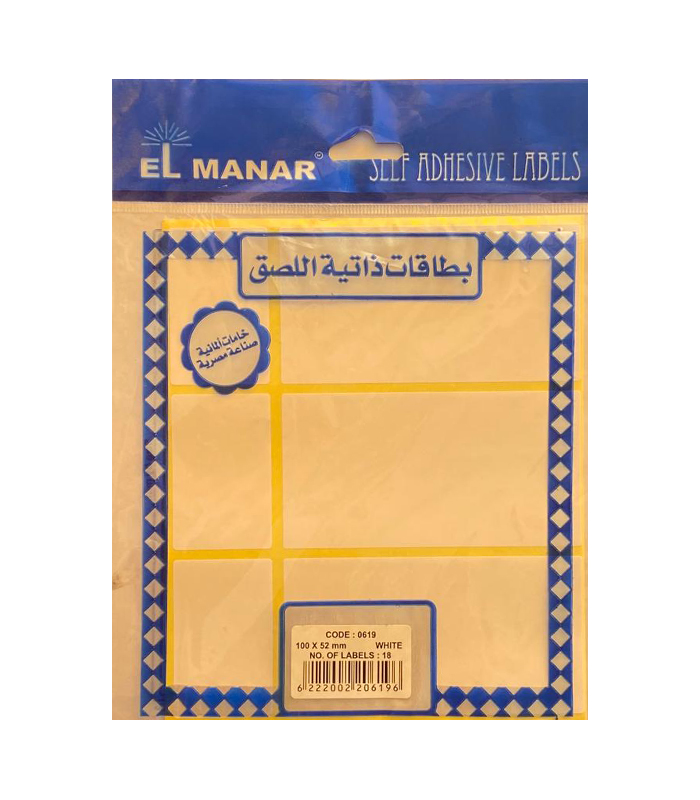 EL MANAR®
SELF ADHESIVE LABELS
بطاقات ذاتية اللصق
خامات ألمانية
صناعة مصرية
CODE : 0619
100 X 52 mm WHITE
NO. OF LABELS : 18
6 222002 206196